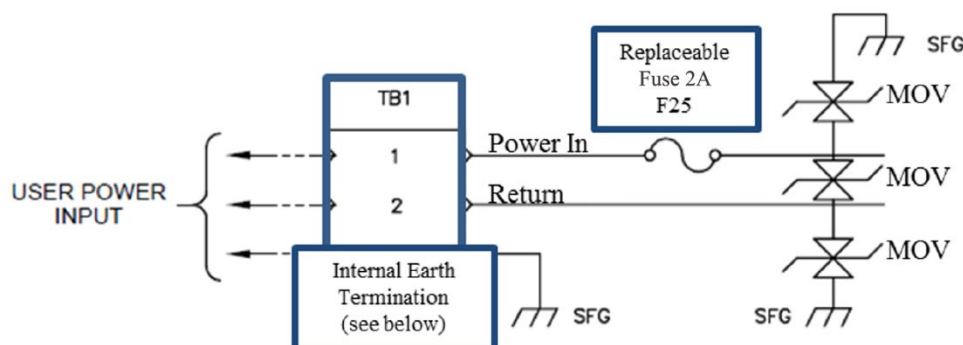 Replaceable
Fuse 2A
F25
SFG
TB1
MOV
1
Power In
USER POWER
INPUT
MOV
2
Return
MOV
Internal Earth
Termination
(see below)
SFG
SFG